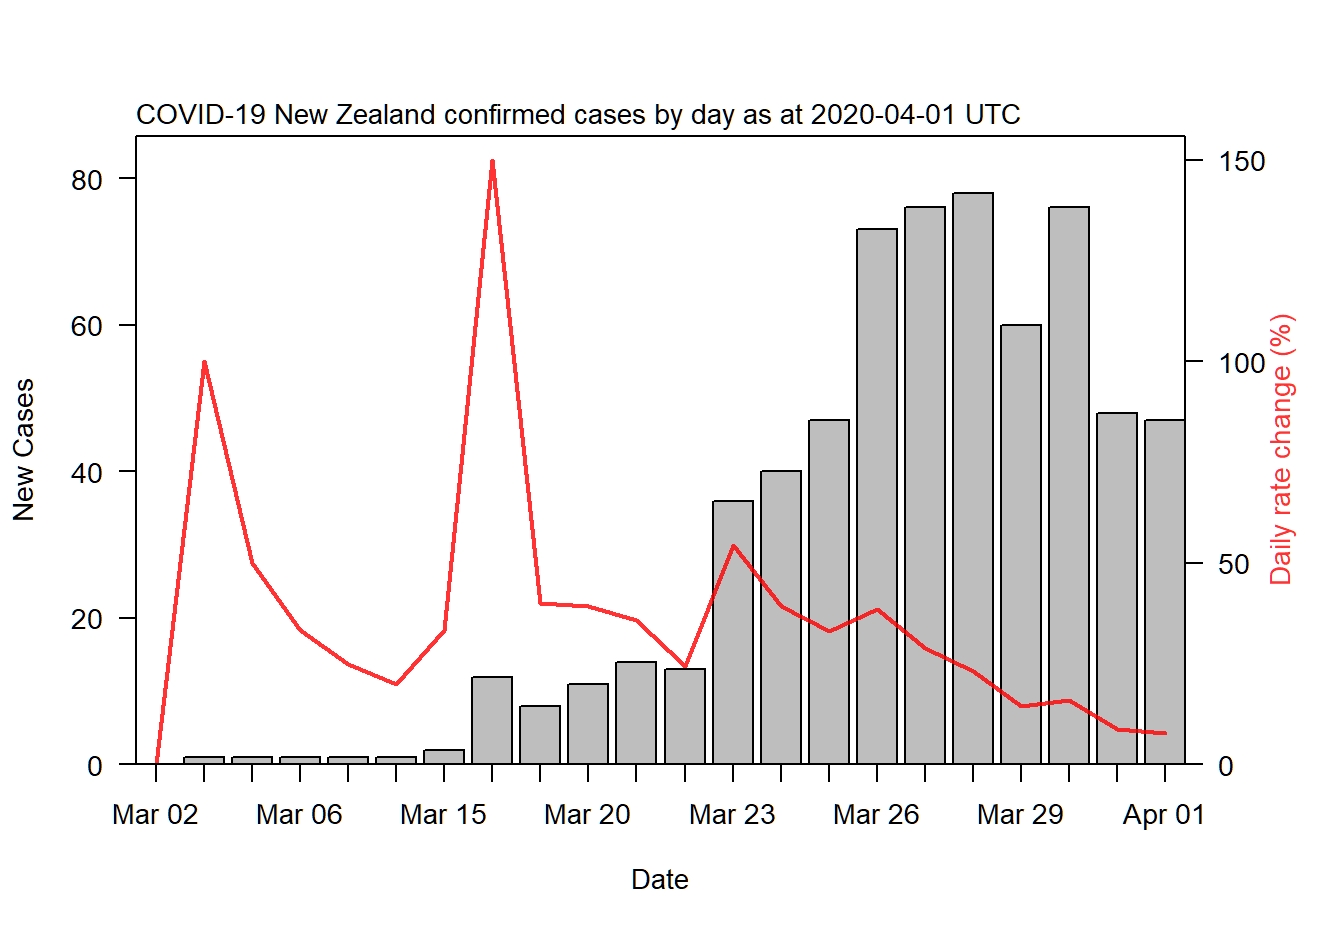 COVID-19 New Zealand confirmed cases by day as at 2020-04-01 UTC
80
60
40
20
0
New Cases
150
100
50
0
Daily rate change (%)
Mar 02 Mar 06 Mar 15 Mar 20 Mar 23 Mar 26 Mar 29 Apr 01
Date